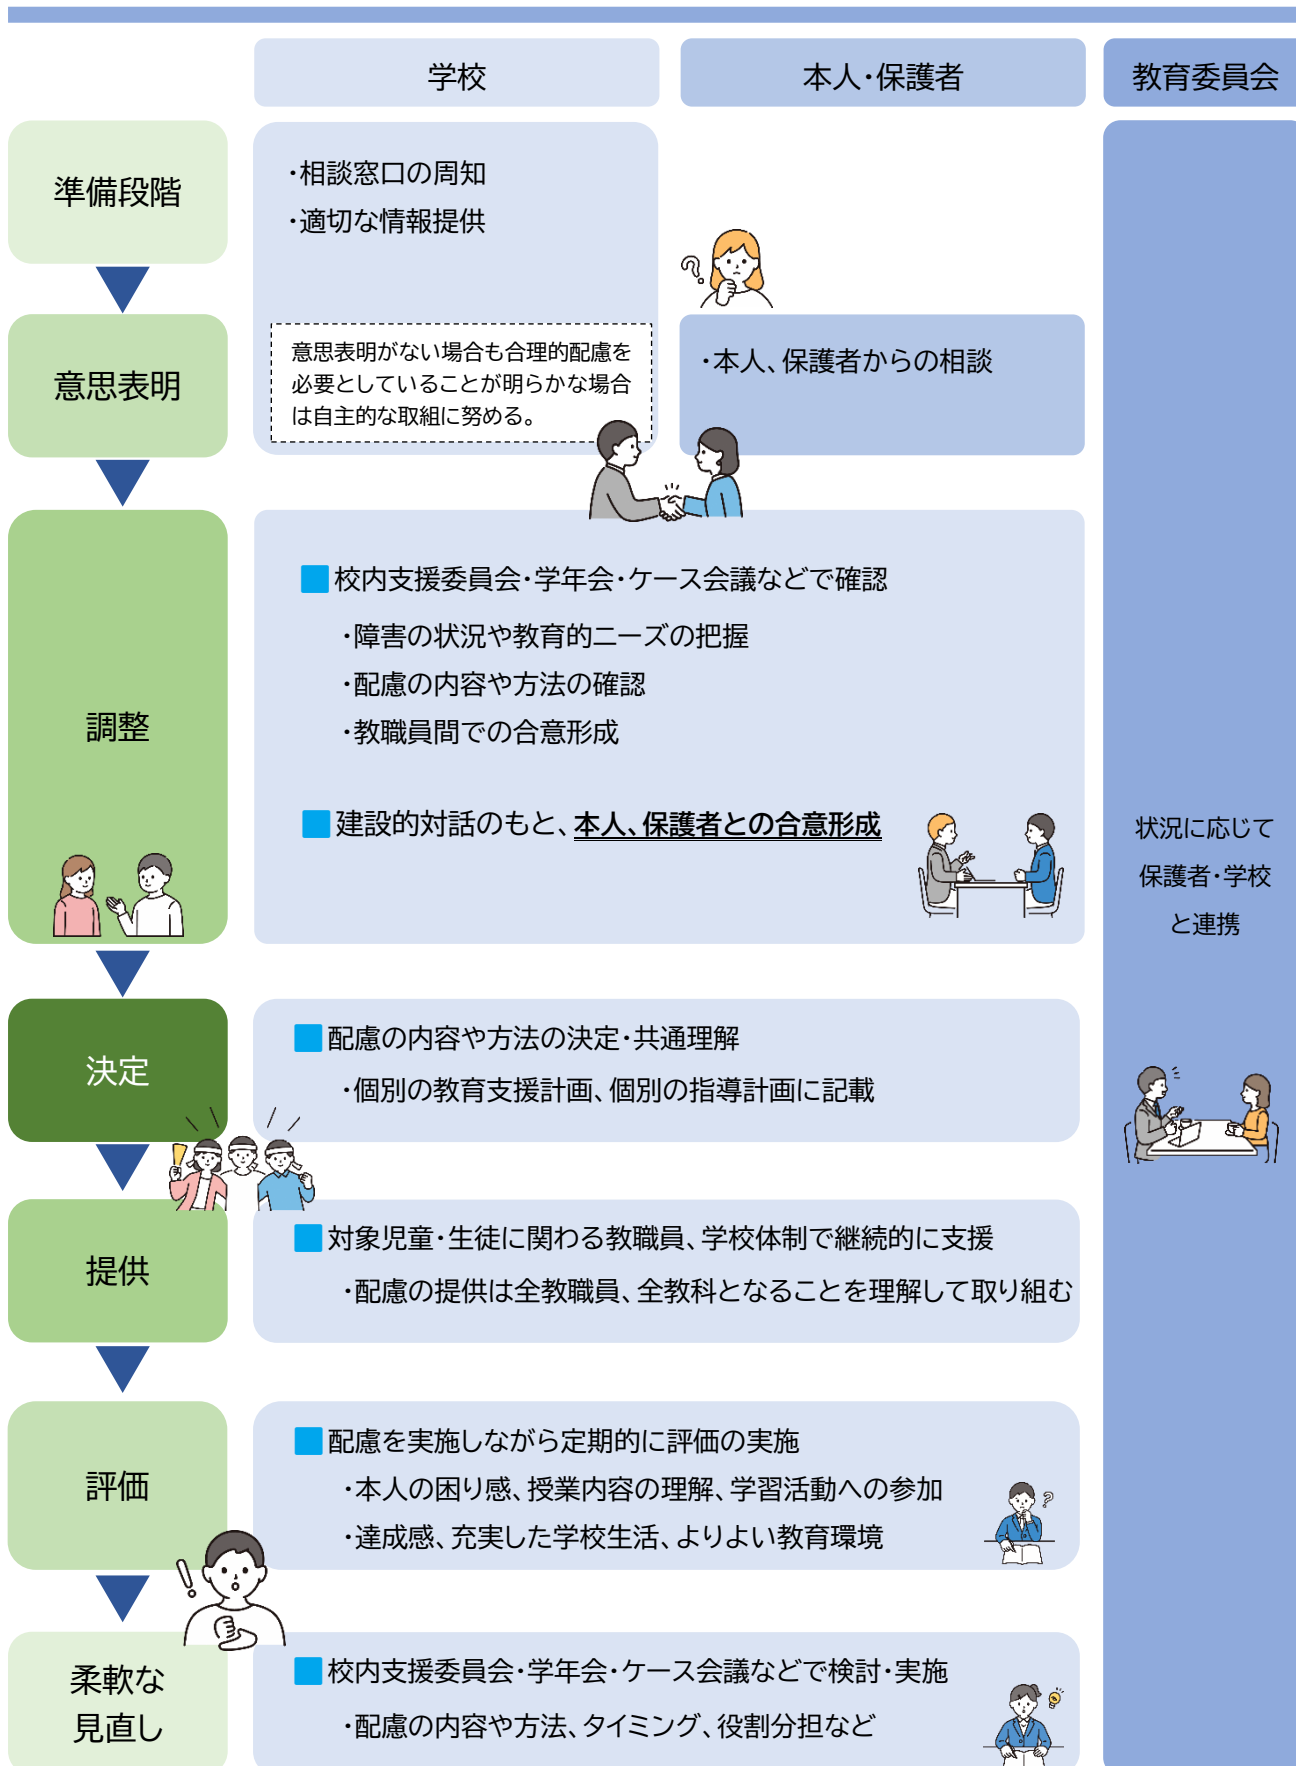 学校
本人・保護者
教育委員会
準備段階
・相談窓口の周知
・適切な情報提供
意思表明
意思表明がない場合も合理的配慮を
必要としていることが明らかな場合
は自主的な取組に努める。
・本人、保護者からの相談
調整
■校内支援委員会・学年会・ケース会議などで確認
・障害の状況や教育的ニーズの把握
・配慮の内容や方法の確認
・教職員間での合意形成
■建設的対話のもと、本人、保護者との合意形成
状況に応じて
保護者・学校
と連携
決定
■配慮の内容や方法の決定・共通理解
・個別の教育支援計画、個別の指導計画に記載
提供
■対象児童・生徒に関わる教職員、学校体制で継続的に支援
・配慮の提供は全教職員、全教科となることを理解して取り組む
評価
■配慮を実施しながら定期的に評価の実施
・本人の困り感、授業内容の理解、学習活動への参加
・達成感、充実した学校生活、よりよい教育環境
柔軟な
見直し
■校内支援委員会・学年会・ケース会議などで検討・実施
・配慮の内容や方法、タイミング、役割分担など